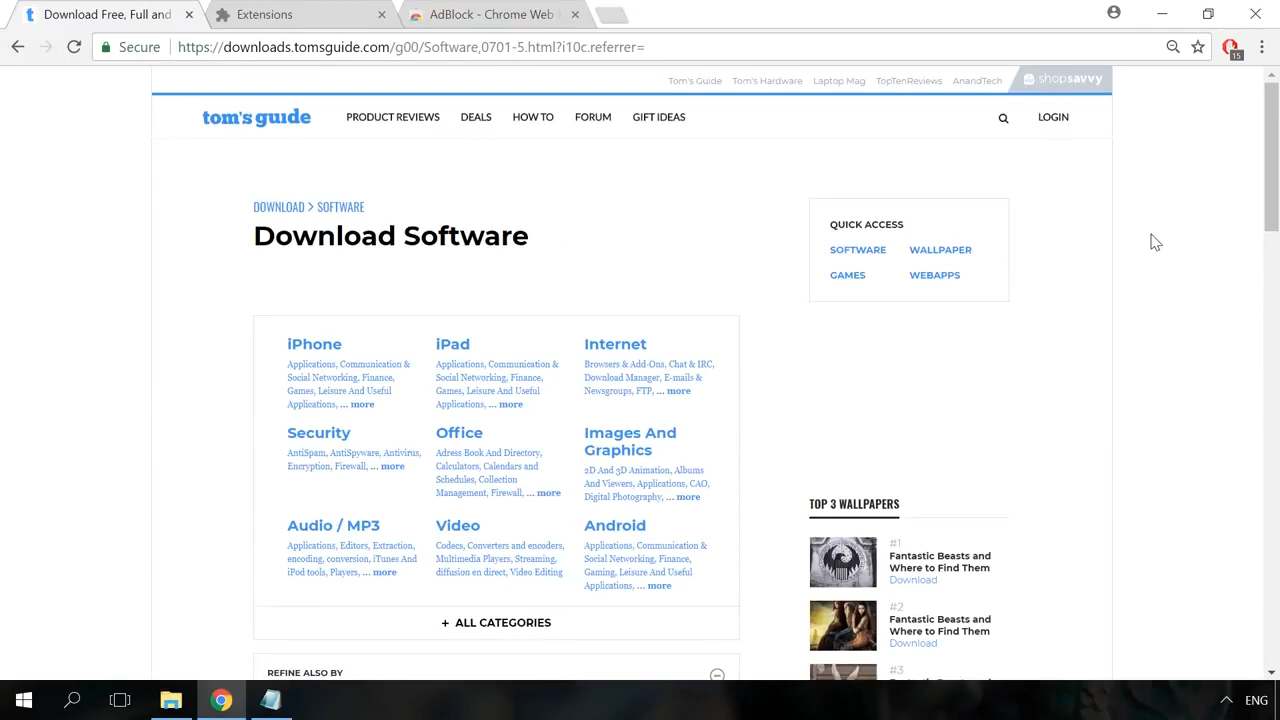 Download Free, Full and
Extensions
AdBlock - Chrome Web
Secure
https://downloads.tomsguide.com/g00/Software,0701-5.html?i10c.referrer=
15
Tom's Guide
Tom's Hardware
Laptop Mag
TopTenReviews
AnandTech
shopsavvy
tom's guide
PRODUCT REVIEWS
DEALS
HOW TO
FORUM
GIFT IDEAS
LOGIN
DOWNLOAD > SOFTWARE
Download Software
QUICK ACCESS
SOFTWARE
WALLPAPER
GAMES
WEBAPPS
iPhone
Applications, Communication &
Social Networking, Finance,
Games, Leisure And Useful
Applications, ... more
iPad
Applications, Communication &
Social Networking, Finance,
Games, Leisure And Useful
Applications, ... more
Internet
Browsers & Add-Ons, Chat & IRC,
Download Manager, E-mails &
Newsgroups, FTP, ... more
Security
AntiSpam, AntiSpyware, Antivirus,
Encryption, Firewall, ... more
Office
Adress Book And Directory,
Calculators, Calendars and
Schedules, Collection
Management, Firewall, ... more
Images And
Graphics
2D And 3D Animation, Albums
And Viewers, Applications, CAO,
Digital Photography, ... more
Audio / MP3
Applications, Editors, Extraction,
encoding, conversion, iTunes And
iPod tools, Players, ... more
Video
Codecs, Converters and encoders,
Multimedia Players, Streaming,
diffusion en direct, Video Editing
Android
Applications, Communication &
Social Networking, Finance,
Gaming, Leisure And Useful
Applications, ... more
+ ALL CATEGORIES
REFINE ALSO BY
TOP 3 WALLPAPERS
#1
Fantastic Beasts and
Where to Find Them
Download
#2
Fantastic Beasts and
Where to Find Them
Download
#3
ENG